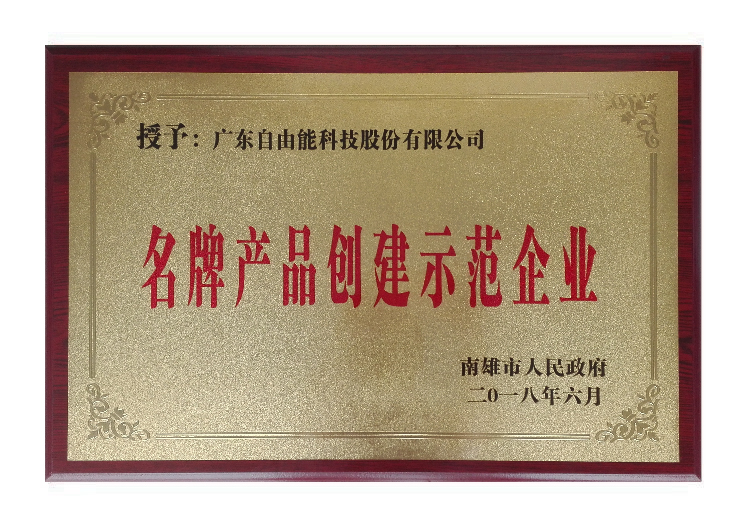 授予：广东自由能科技股份有限公司
名牌产品创建示范企业
南雄市人民政府
二0一八年六月